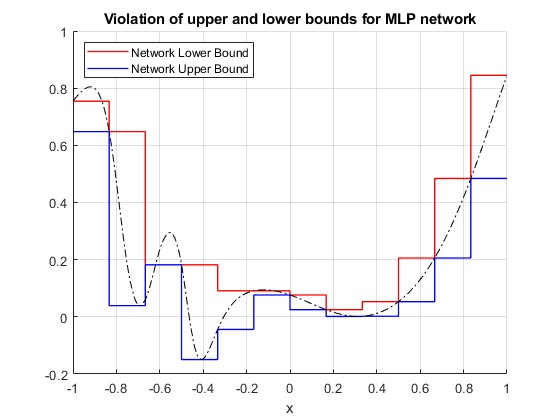 Violation of upper and lower bounds for MLP network
Network Lower Bound
Network Upper Bound
1
0.8
0.6
0.4
0.2
0
-0.2
-1 -0.8 -0.6 -0.4 -0.2 0 0.2 0.4 0.6 0.8 1
x